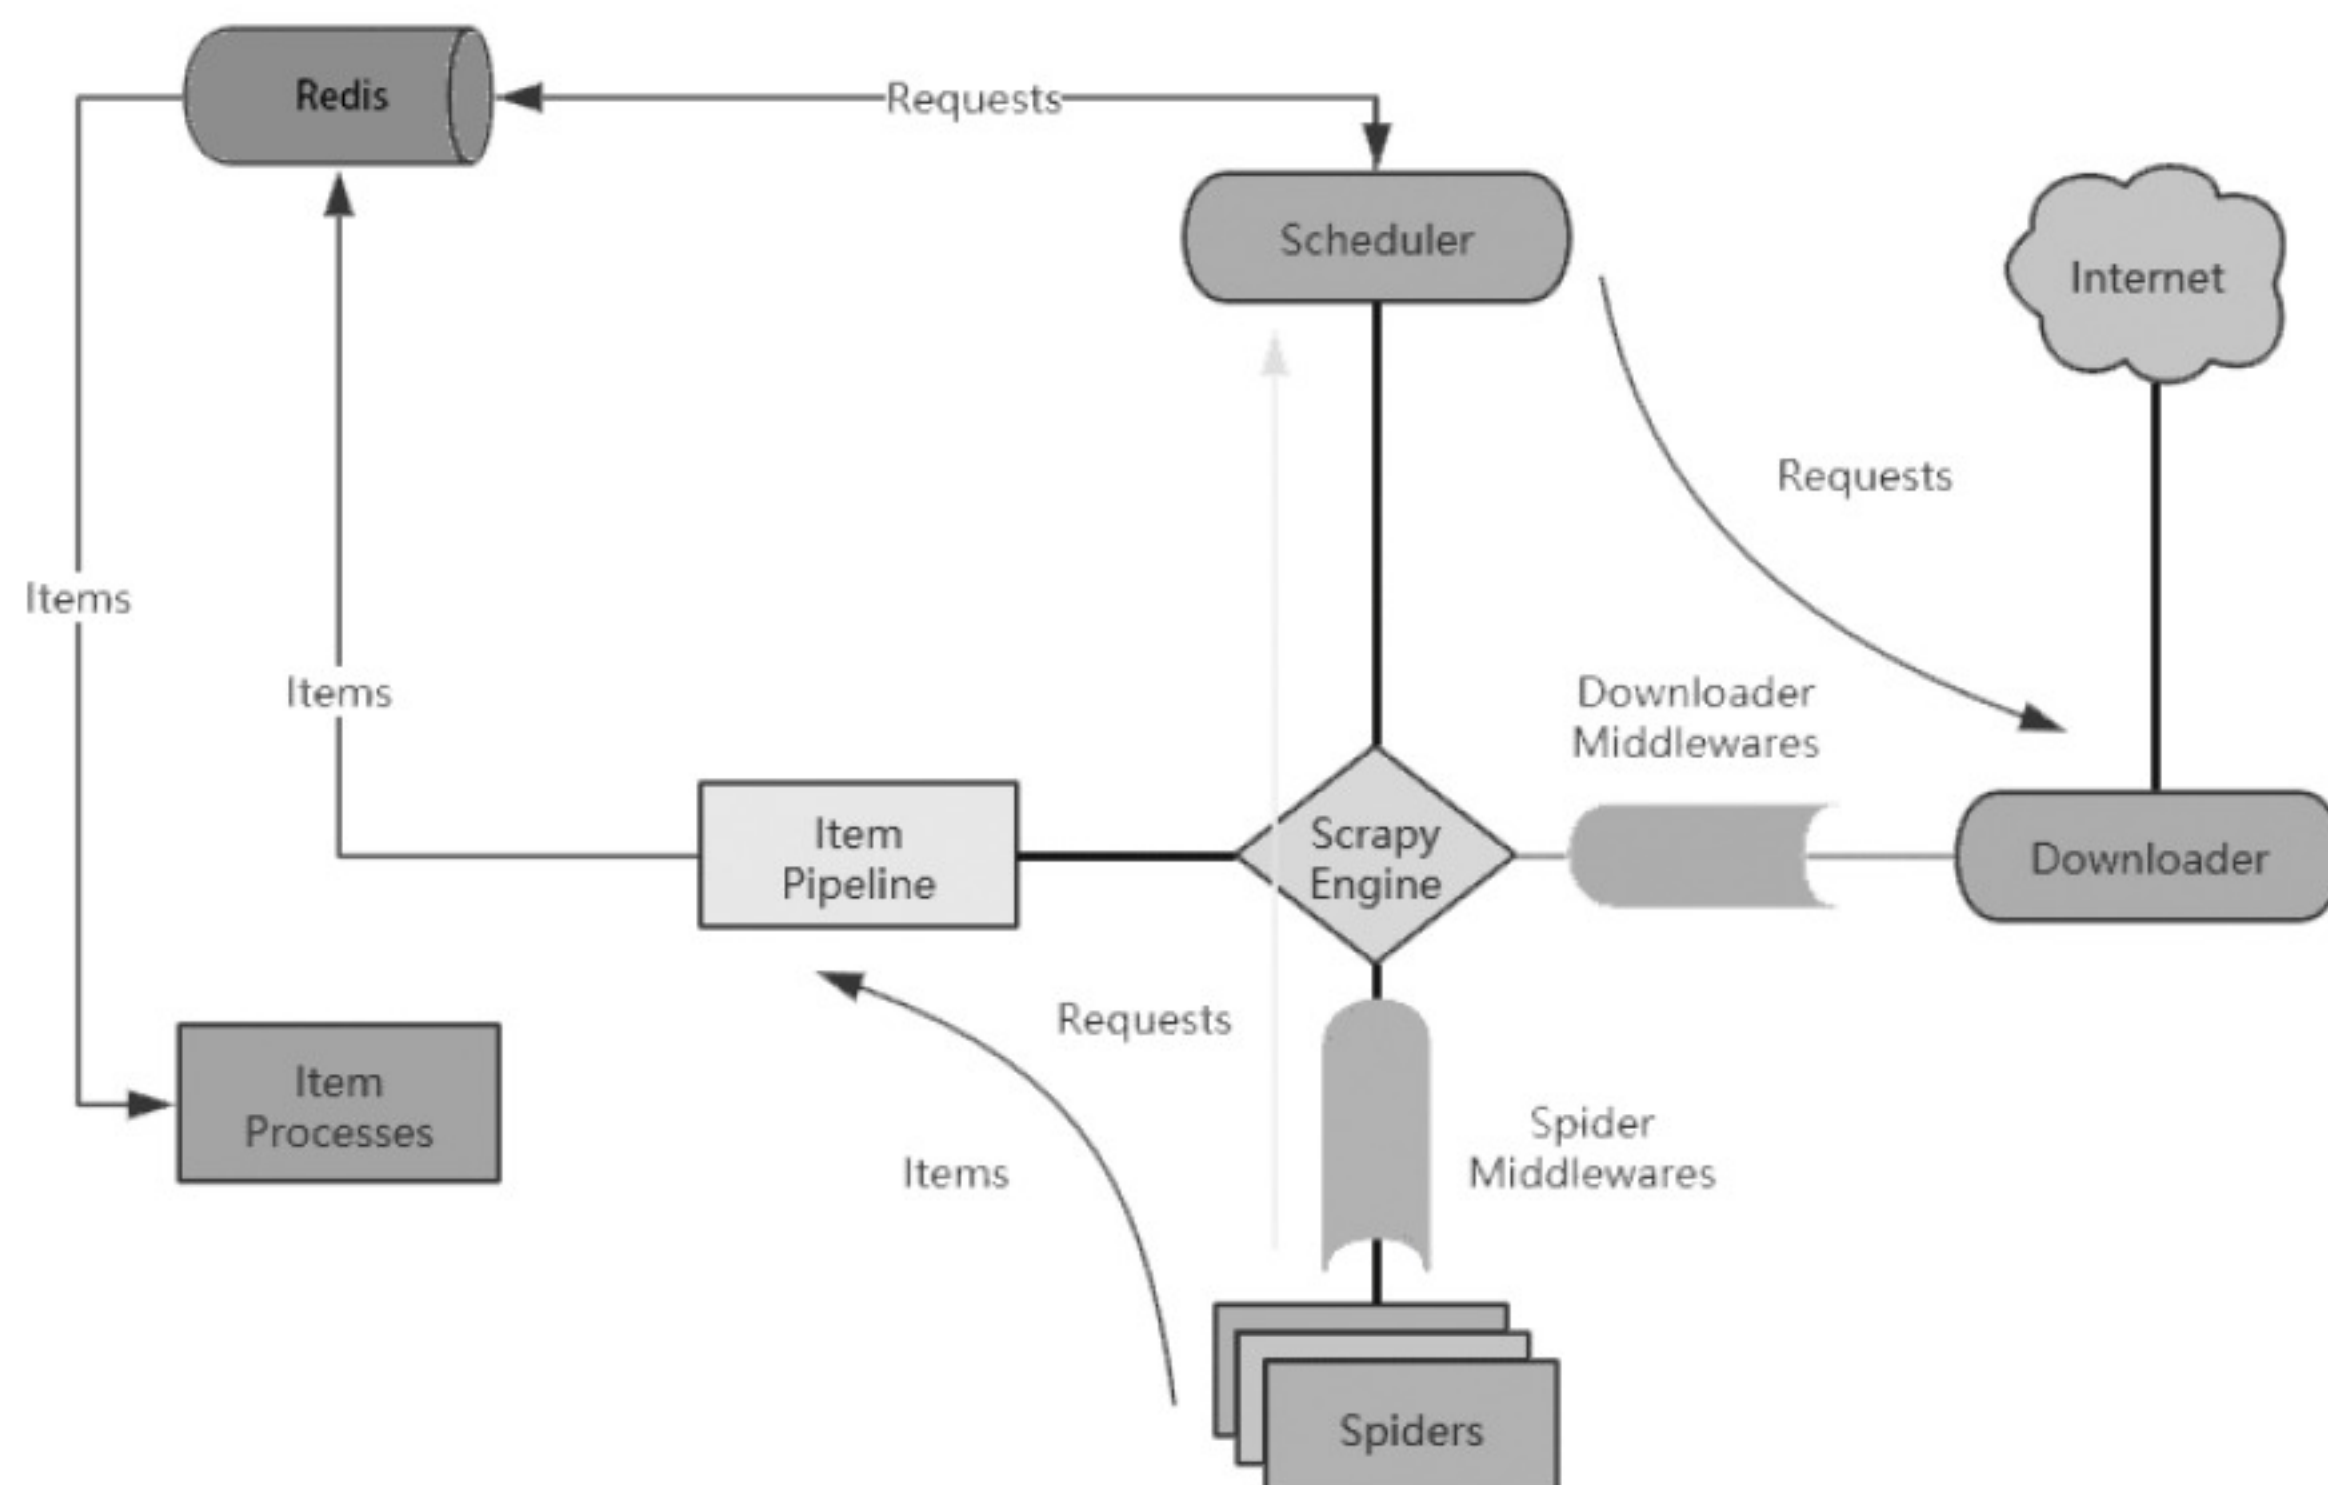 Redis
Requests
Scheduler
Internet
Requests
Items
Items
Downloader
Middlewares
Item
Pipeline
Scrapy
Engine
Downloader
Requests
Item
Processes
Items
Spider
Middlewares
Spiders